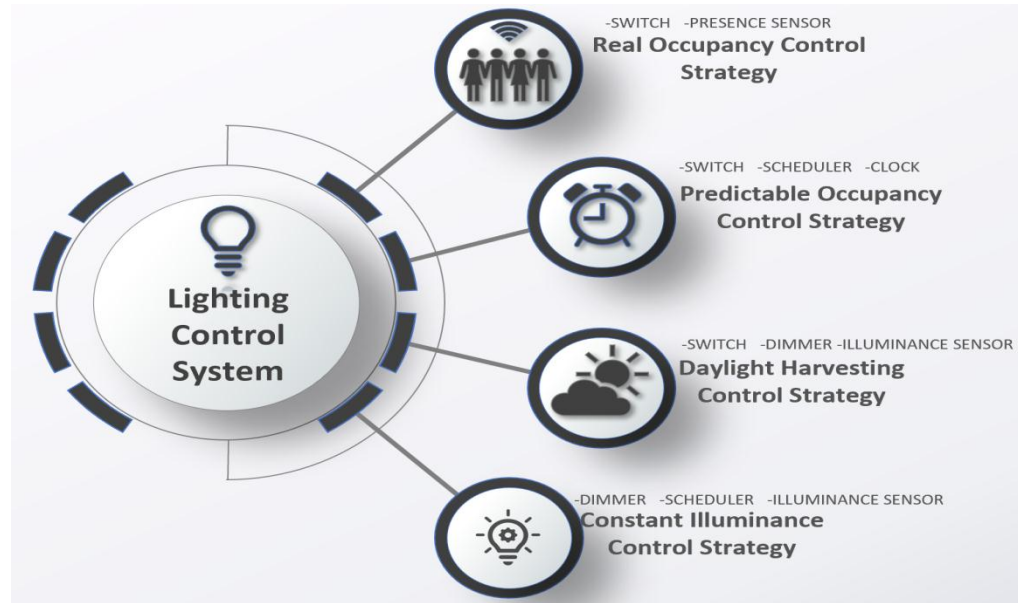 -SWITCH -PRESENCE SENSOR
Real Occupancy Control
Strategy
-SWITCH -SCHEDULER -CLOCK
Predictable Occupancy
Control Strategy
Lighting
Control
System
-SWITCH -DIMMER -ILLUMINANCE SENSOR
Daylight Harvesting
Control Strategy
-DIMMER -SCHEDULER -ILLUMINANCE SENSOR
Constant Illuminance
Control Strategy